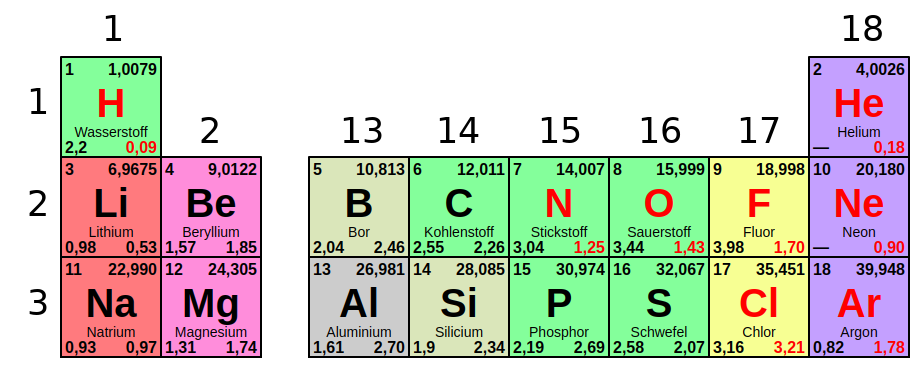 1 18
1 1,0079 2 4,0026
1 H He
Wasserstoff 2 13 14 15 16 17 Helium
2,2 0,09 — 0,18
3 6,9675 4 9,0122 5 10,813 6 12,011 7 14,007 8 15,999 9 18,998 10 20,180
2 Li Be B C N O F Ne
Lithium Beryllium Bor Kohlenstoff Stickstoff Sauerstoff Fluor Neon
0,98 0,53 1,57 1,85 2,04 2,46 2,55 2,26 3,04 1,25 3,44 1,43 3,98 1,70 — 0,90
11 22,990 12 24,305 13 26,981 14 28,085 15 30,974 16 32,067 17 35,451 18 39,948
3 Na Mg Al Si P S Cl Ar
Natrium Magnesium Aluminium Silicium Phosphor Schwefel Chlor Argon
0,93 0,97 1,31 1,74 1,61 2,70 1,9 2,34 2,19 2,69 2,58 2,07 3,16 3,21 0,82 1,78